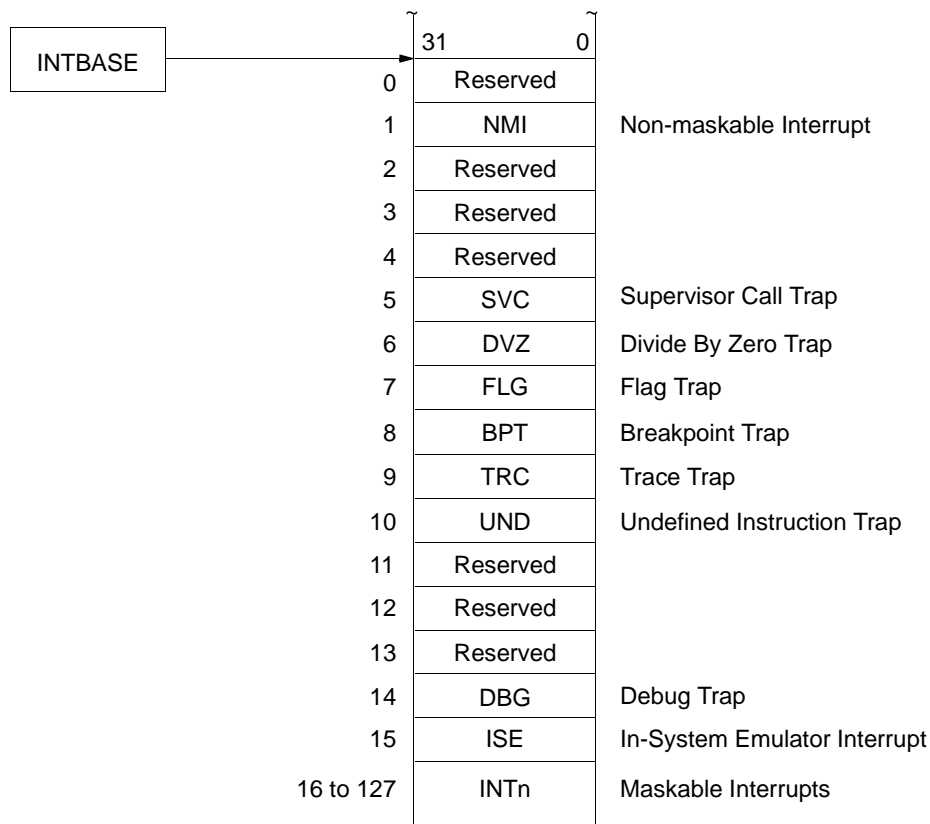 ~ ~
31 0
INTBASE
0 Reserved
1 NMI Non-maskable Interrupt
2 Reserved
3 Reserved
4 Reserved
5 SVC Supervisor Call Trap
6 DVZ Divide By Zero Trap
7 FLG Flag Trap
8 BPT Breakpoint Trap
9 TRC Trace Trap
10 UND Undefined Instruction Trap
11 Reserved
12 Reserved
13 Reserved
14 DBG Debug Trap
15 ISE In-System Emulator Interrupt
16 to 127 INTn Maskable Interrupts